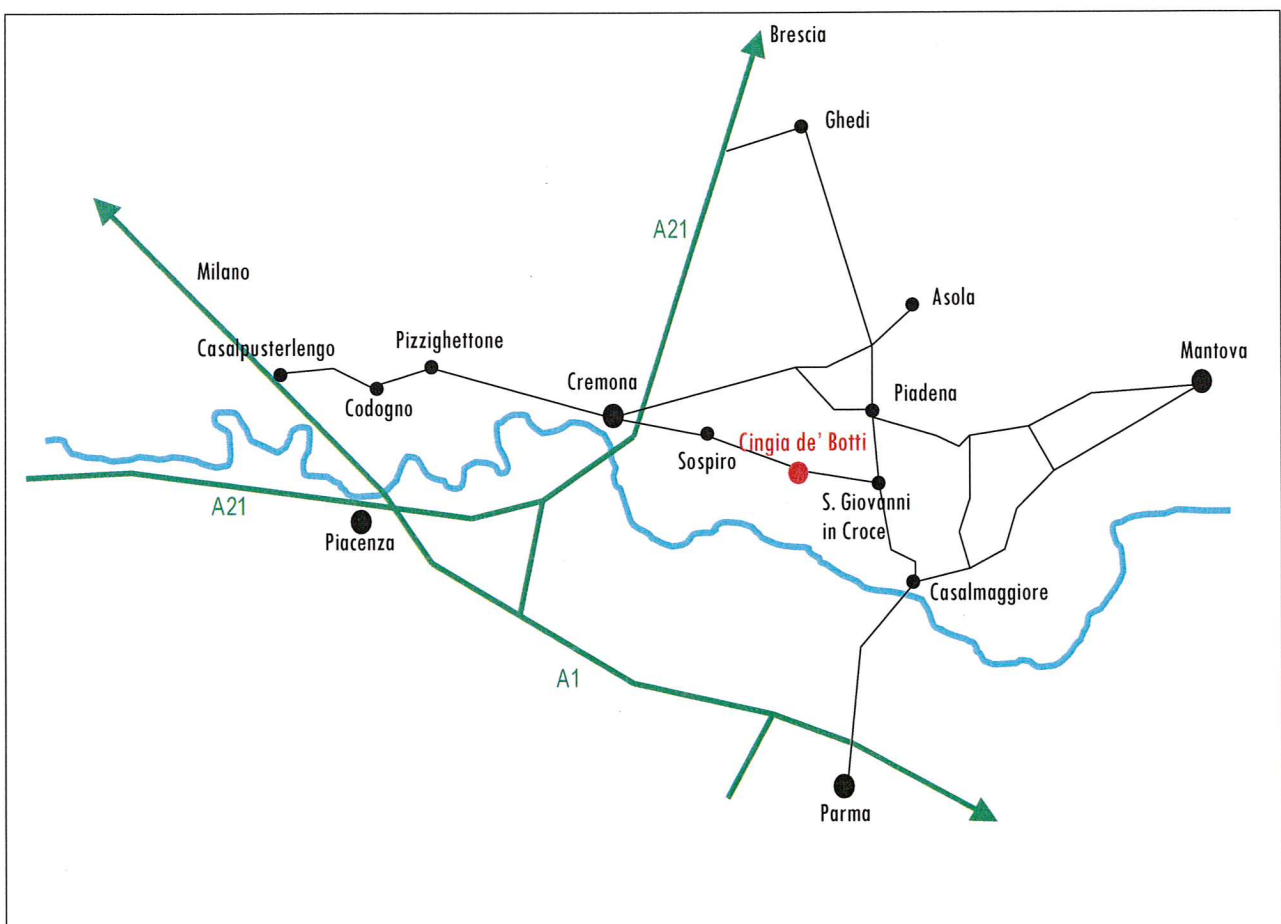 Brescia
Ghedi
A21
Milano
Asola
Casalpusterlengo
Pizzighettone
Mantova
Cremona
Codogno
Piadena
Cingia de' Botti
Sospiro
S. Giovanni
in Croce
A21
Piacenza
Casalmaggiore
A1
Parma